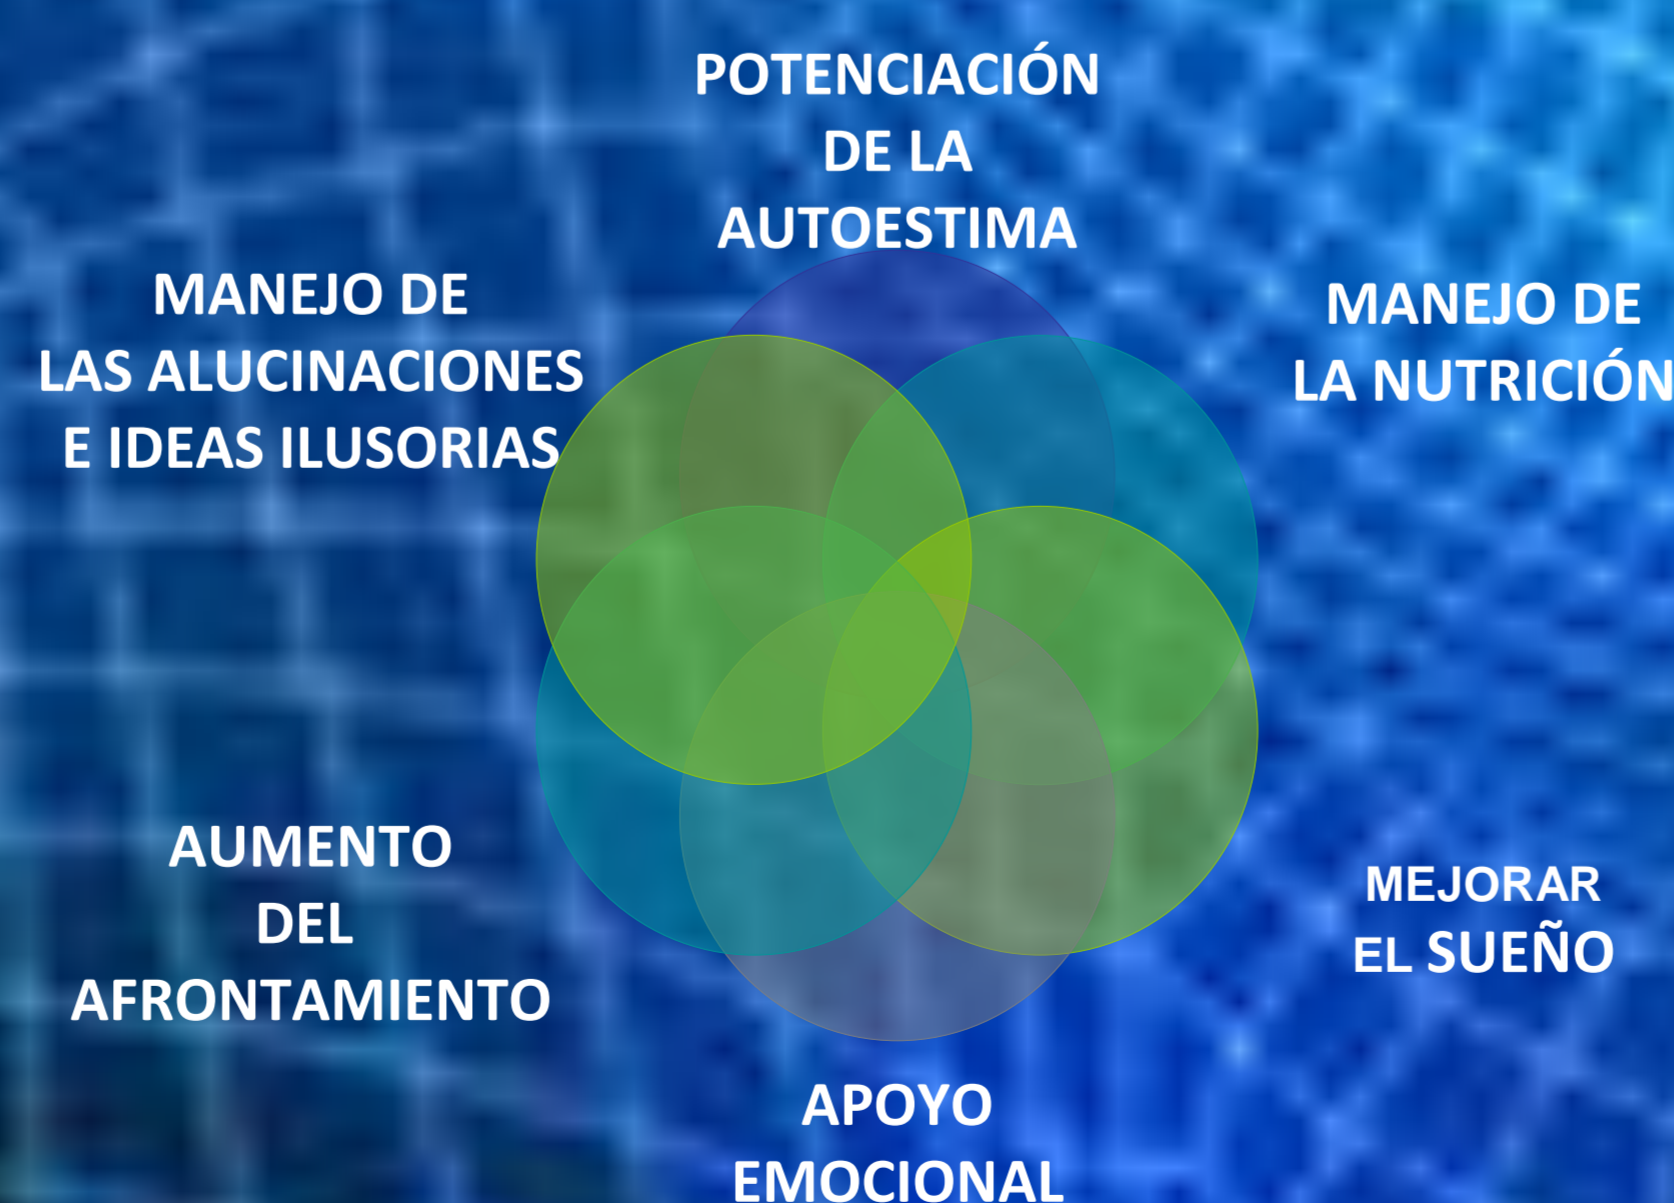 POTENCIACIÓN
DE LA
AUTOESTIMA
MANEJO DE
LA NUTRICIÓN
MEJORAR
EL SUEÑO
APOYO
EMOCIONAL
AUMENTO
DEL
AFRONTAMIENTO
MANEJO DE
LAS ALUCINACIONES
E IDEAS ILUSORIAS